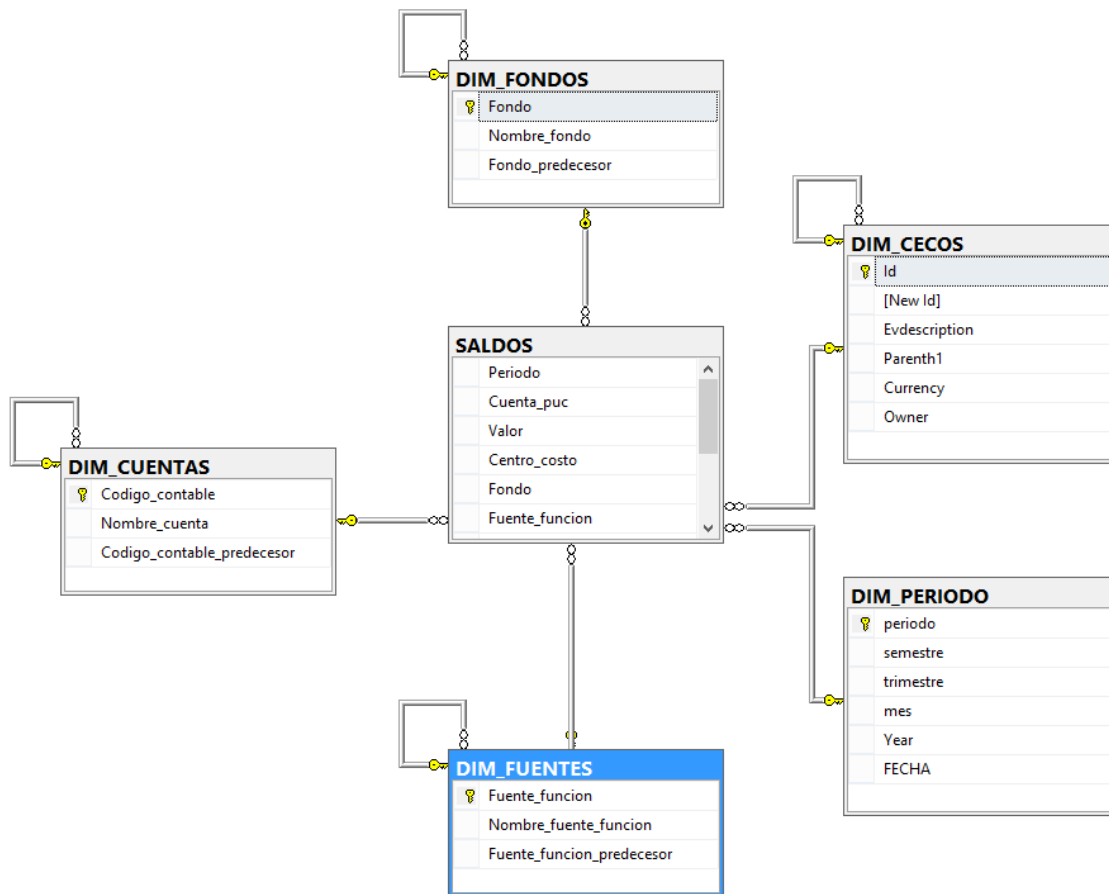 DIM_FONDOS
Fondo
Nombre_fondo
Fondo_predecesor
DIM_CECOS
Id
[New Id]
Evdescription
Parenth1
Currency
Owner
SALDOS
Periodo
Cuenta_puc
Valor
Centro_costo
Fondo
Fuente_funcion
DIM_CUENTAS
Codigo_contable
Nombre_cuenta
Codigo_contable_predecesor
DIM_PERIODO
periodo
semestre
trimestre
mes
Year
FECHA
DIM_FUENTES
Fuente_funcion
Nombre_fuente_funcion
Fuente_funcion_predecesor